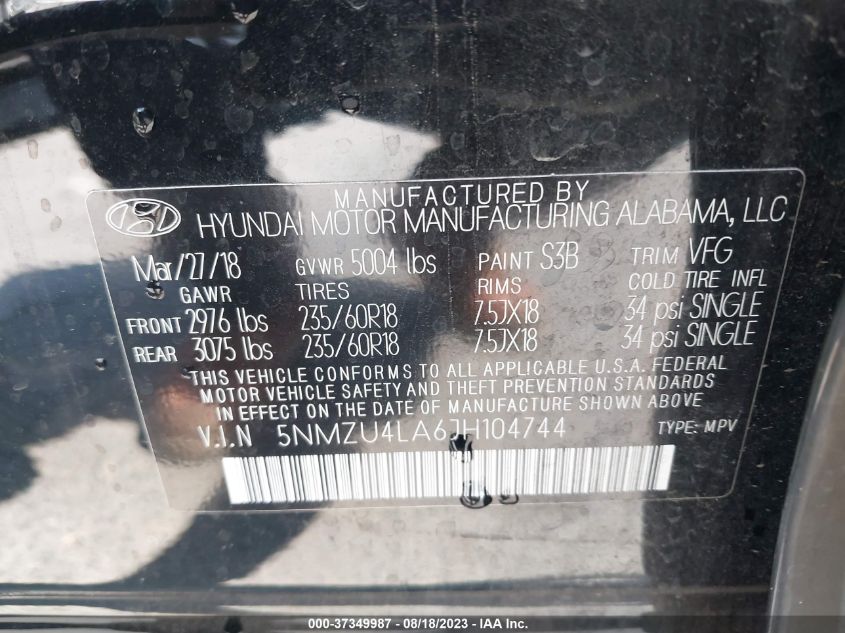 MANUFACTURED BY
HYUNDAI MOTOR MANUFACTURING ALABAMA, LLC
Mar/27/18 GVWR 5004 lbs PAINT S3B TRIM VFG
GAWR TIRES RIMS COLD TIRE INFL
FRONT 2976 lbs 235/60R18 7.5JX18 34 psi SINGLE
REAR 3075 lbs 235/60R18 7.5JX18 34 psi SINGLE
THIS VEHICLE CONFORMS TO ALL APPLICABLE U.S.A. FEDERAL
MOTOR VEHICLE SAFETY AND THEFT PREVENTION STANDARDS
IN EFFECT ON THE DATE OF MANUFACTURE SHOWN ABOVE
V.I.N 5NMZU4LA6JH104744 TYPE: MPV
000-37349987 - 08/18/2023 - IAA Inc.